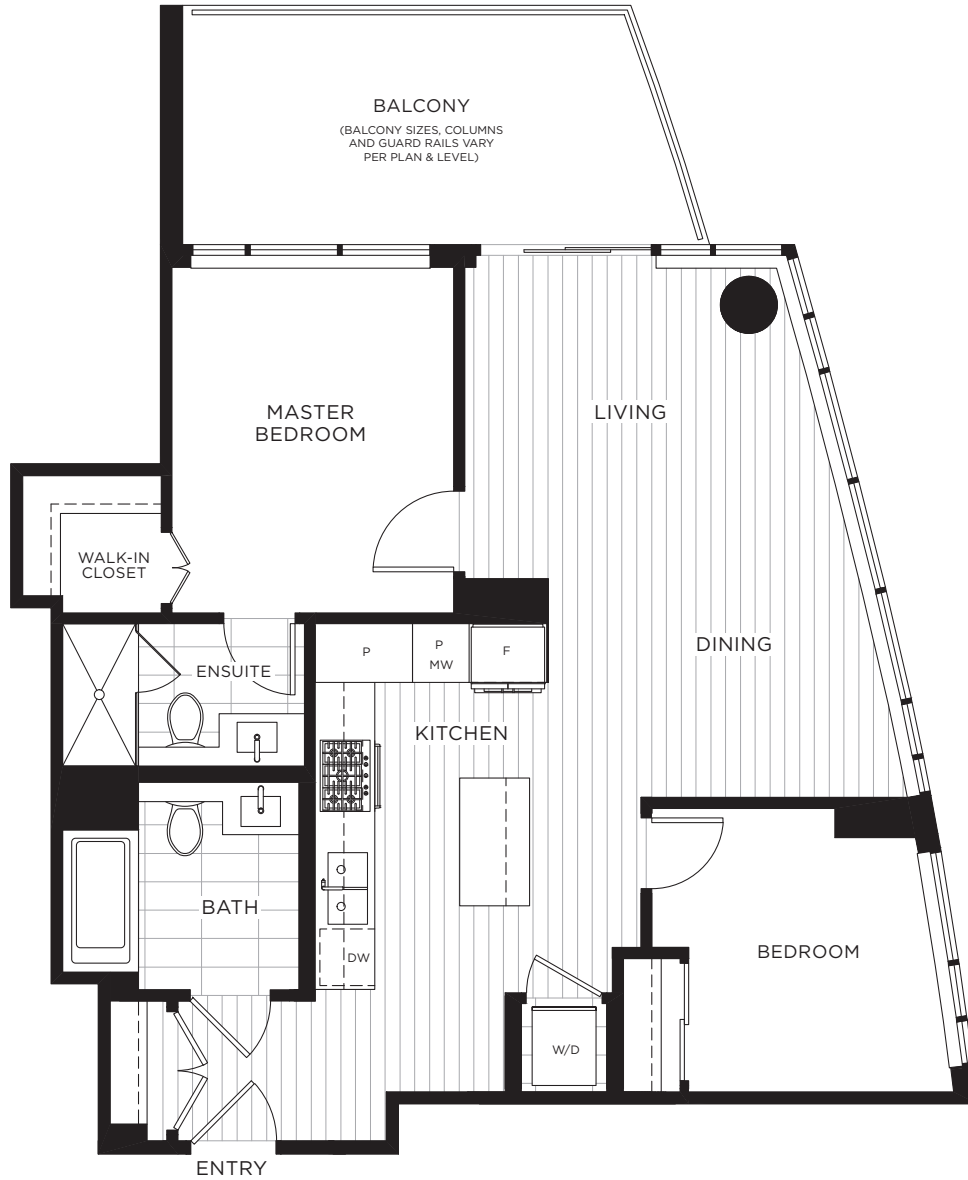 BALCONY
(BALCONY SIZES, COLUMNS
AND GUARD RAILS VARY
PER PLAN & LEVEL)
MASTER
BEDROOM
LIVING
WALK-IN
CLOSET
ENSUITE
P
P
MW
F
DINING
KITCHEN
BATH
DW
BEDROOM
W/D
ENTRY